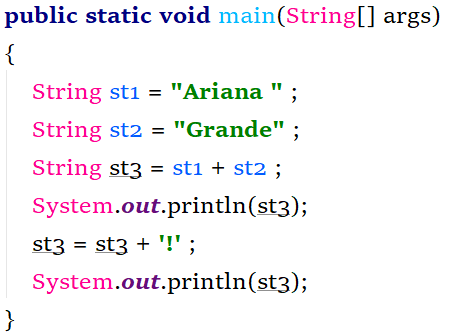 public static void main(String[] args)
{
String st1 = "Ariana " ;
String st2 = "Grande" ;
String st3 = st1 + st2 ;
System.out.println(st3);
st3 = st3 + '!' ;
System.out.println(st3);
}